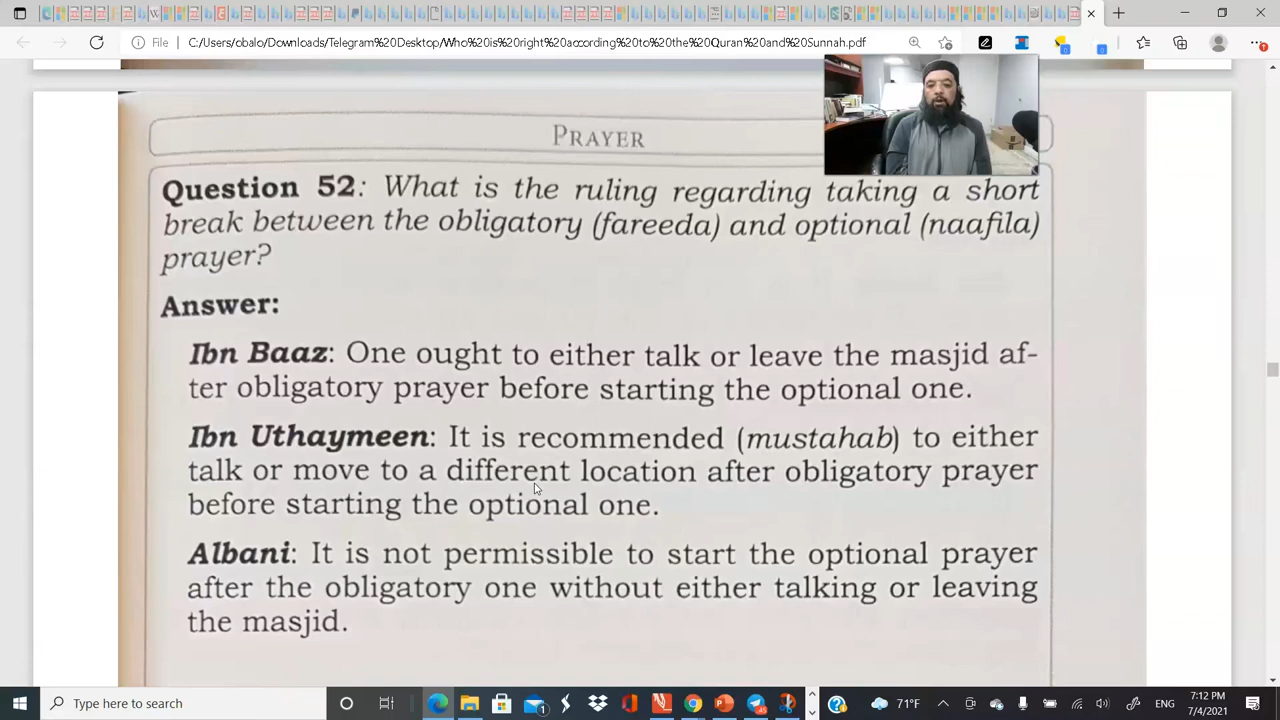 File
C:/Users/obalo/Downloads/Telegram%20Desktop/Who%20is%20right%20according%20to%20the%20Quran%20and%20Sunnah.pdf
PRAYER
Question 52: What is the ruling regarding taking a short
break between the obligatory (fareeda) and optional (naafila)
prayer?
Answer:
Ibn Baaz: One ought to either talk or leave the masjid af-
ter obligatory prayer before starting the optional one.
Ibn Uthaymeen: It is recommended (mustahab) to either
talk or move to a different location after obligatory prayer
before starting the optional one.
Albani: It is not permissible to start the optional prayer
after the obligatory one without either talking or leaving
the masjid.
Type here to search
71°F
ENG
7:12 PM
7/4/2021